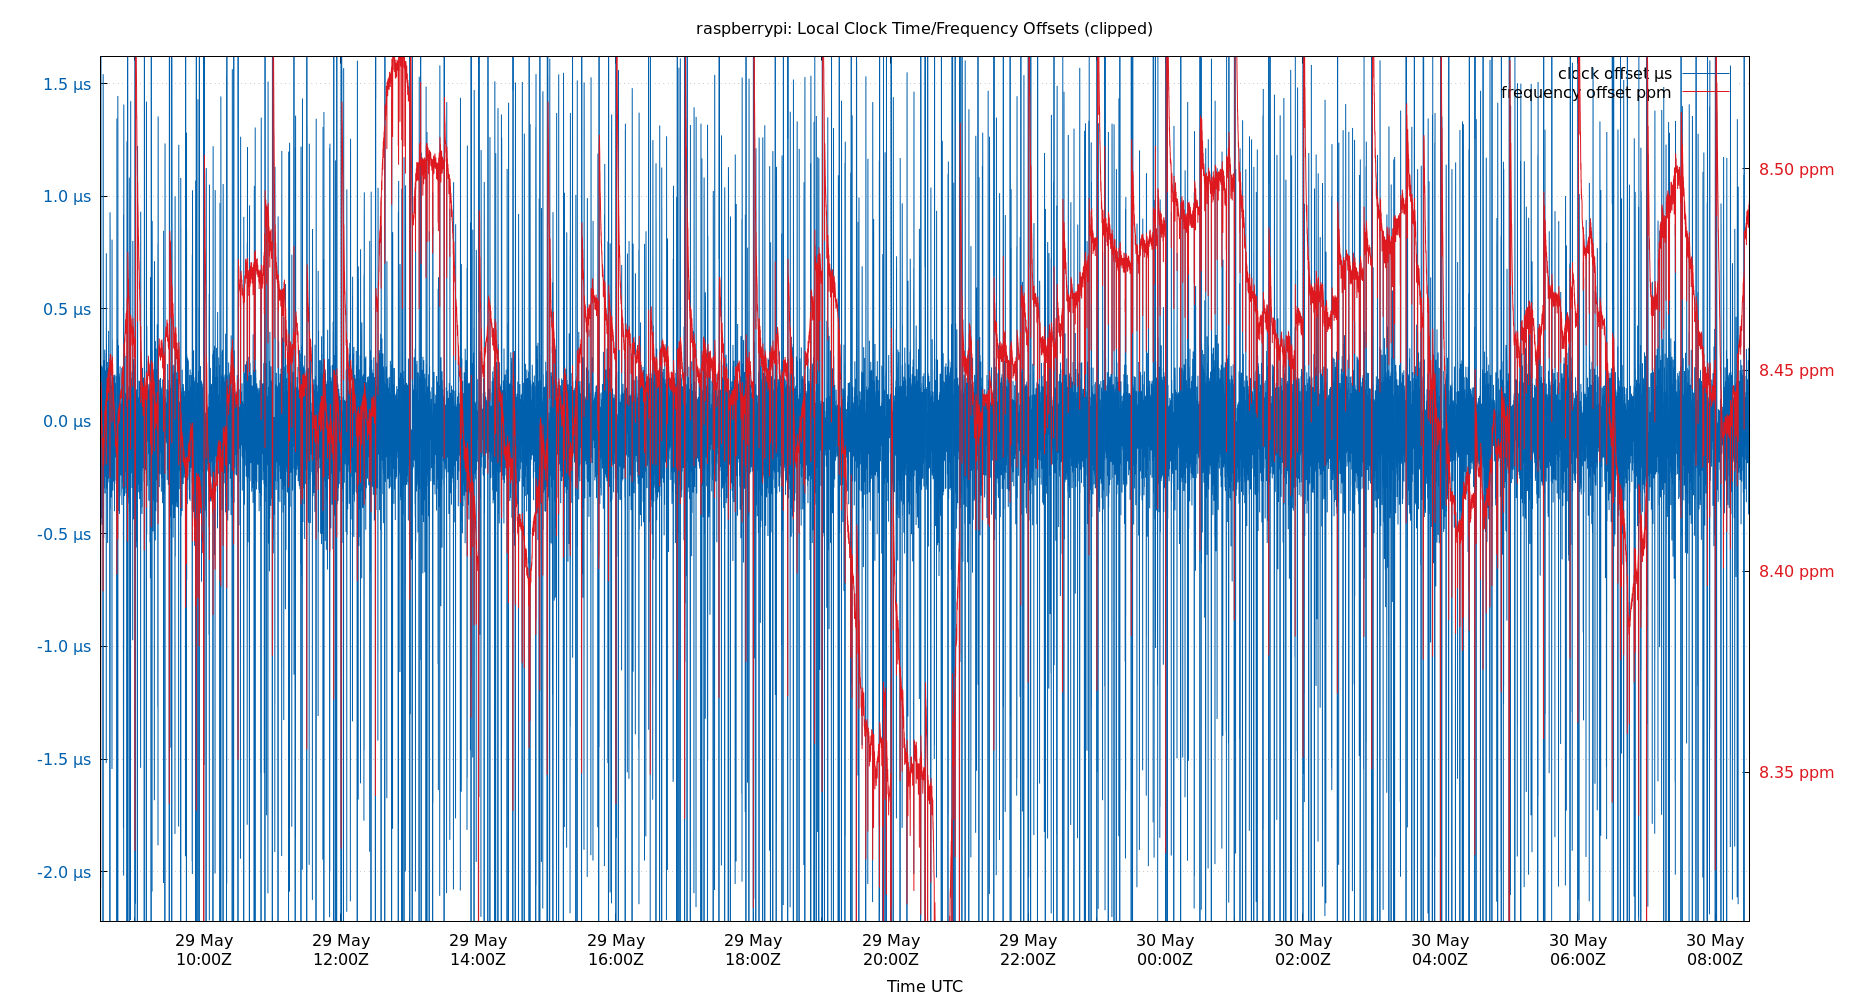 raspberrypi: Local Clock Time/Frequency Offsets (clipped)
clock offset µs
frequency offset ppm
1.5 µs
1.0 µs
0.5 µs
0.0 µs
-0.5 µs
-1.0 µs
-1.5 µs
-2.0 µs
8.50 ppm
8.45 ppm
8.40 ppm
8.35 ppm
29 May 29 May 29 May 29 May 29 May 29 May 29 May 30 May 30 May 30 May 30 May 30 May
10:00Z 12:00Z 14:00Z 16:00Z 18:00Z 20:00Z 22:00Z 00:00Z 02:00Z 04:00Z 06:00Z 08:00Z
Time UTC